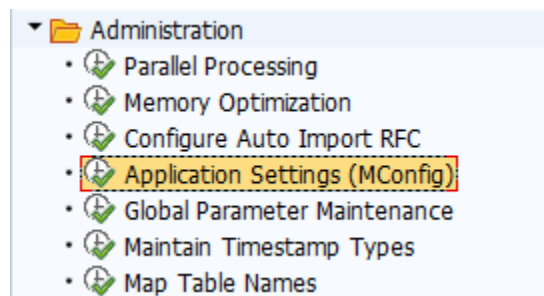 Administration
Parallel Processing
Memory Optimization
Configure Auto Import RFC
Application Settings (MConfig)
Global Parameter Maintenance
Maintain Timestamp Types
Map Table Names